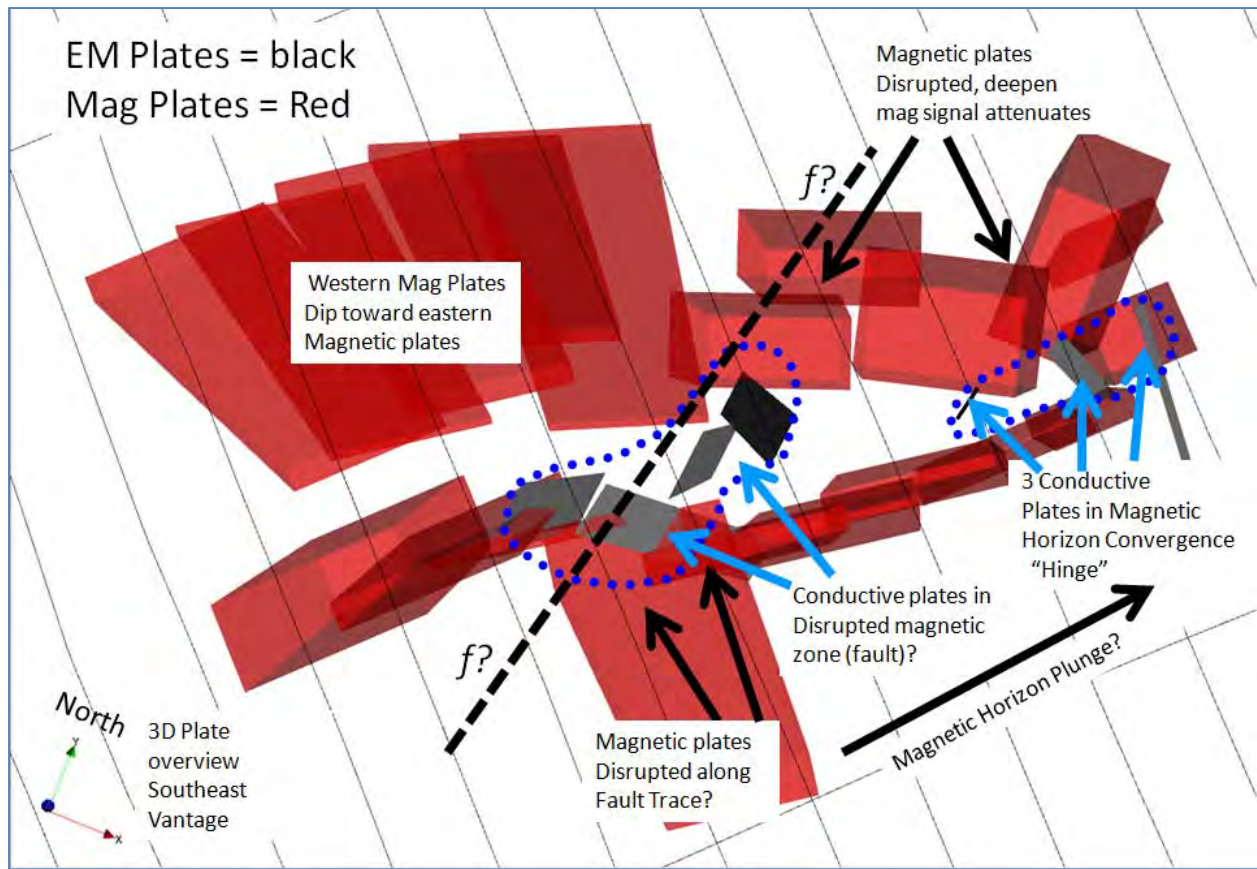 EM Plates = black
Mag Plates = Red
Magnetic plates
Disrupted, deepen
mag signal attenuates
f?
Western Mag Plates
Dip toward eastern
Magnetic plates
3 Conductive
Plates in Magnetic
Horizon Convergence
“Hinge”
Conductive plates in
Disrupted magnetic
zone (fault)?
f?
Magnetic Horizon Plunge?
Magnetic plates
Disrupted along
Fault Trace?
North
Y
X
3D Plate
overview
Southeast
Vantage